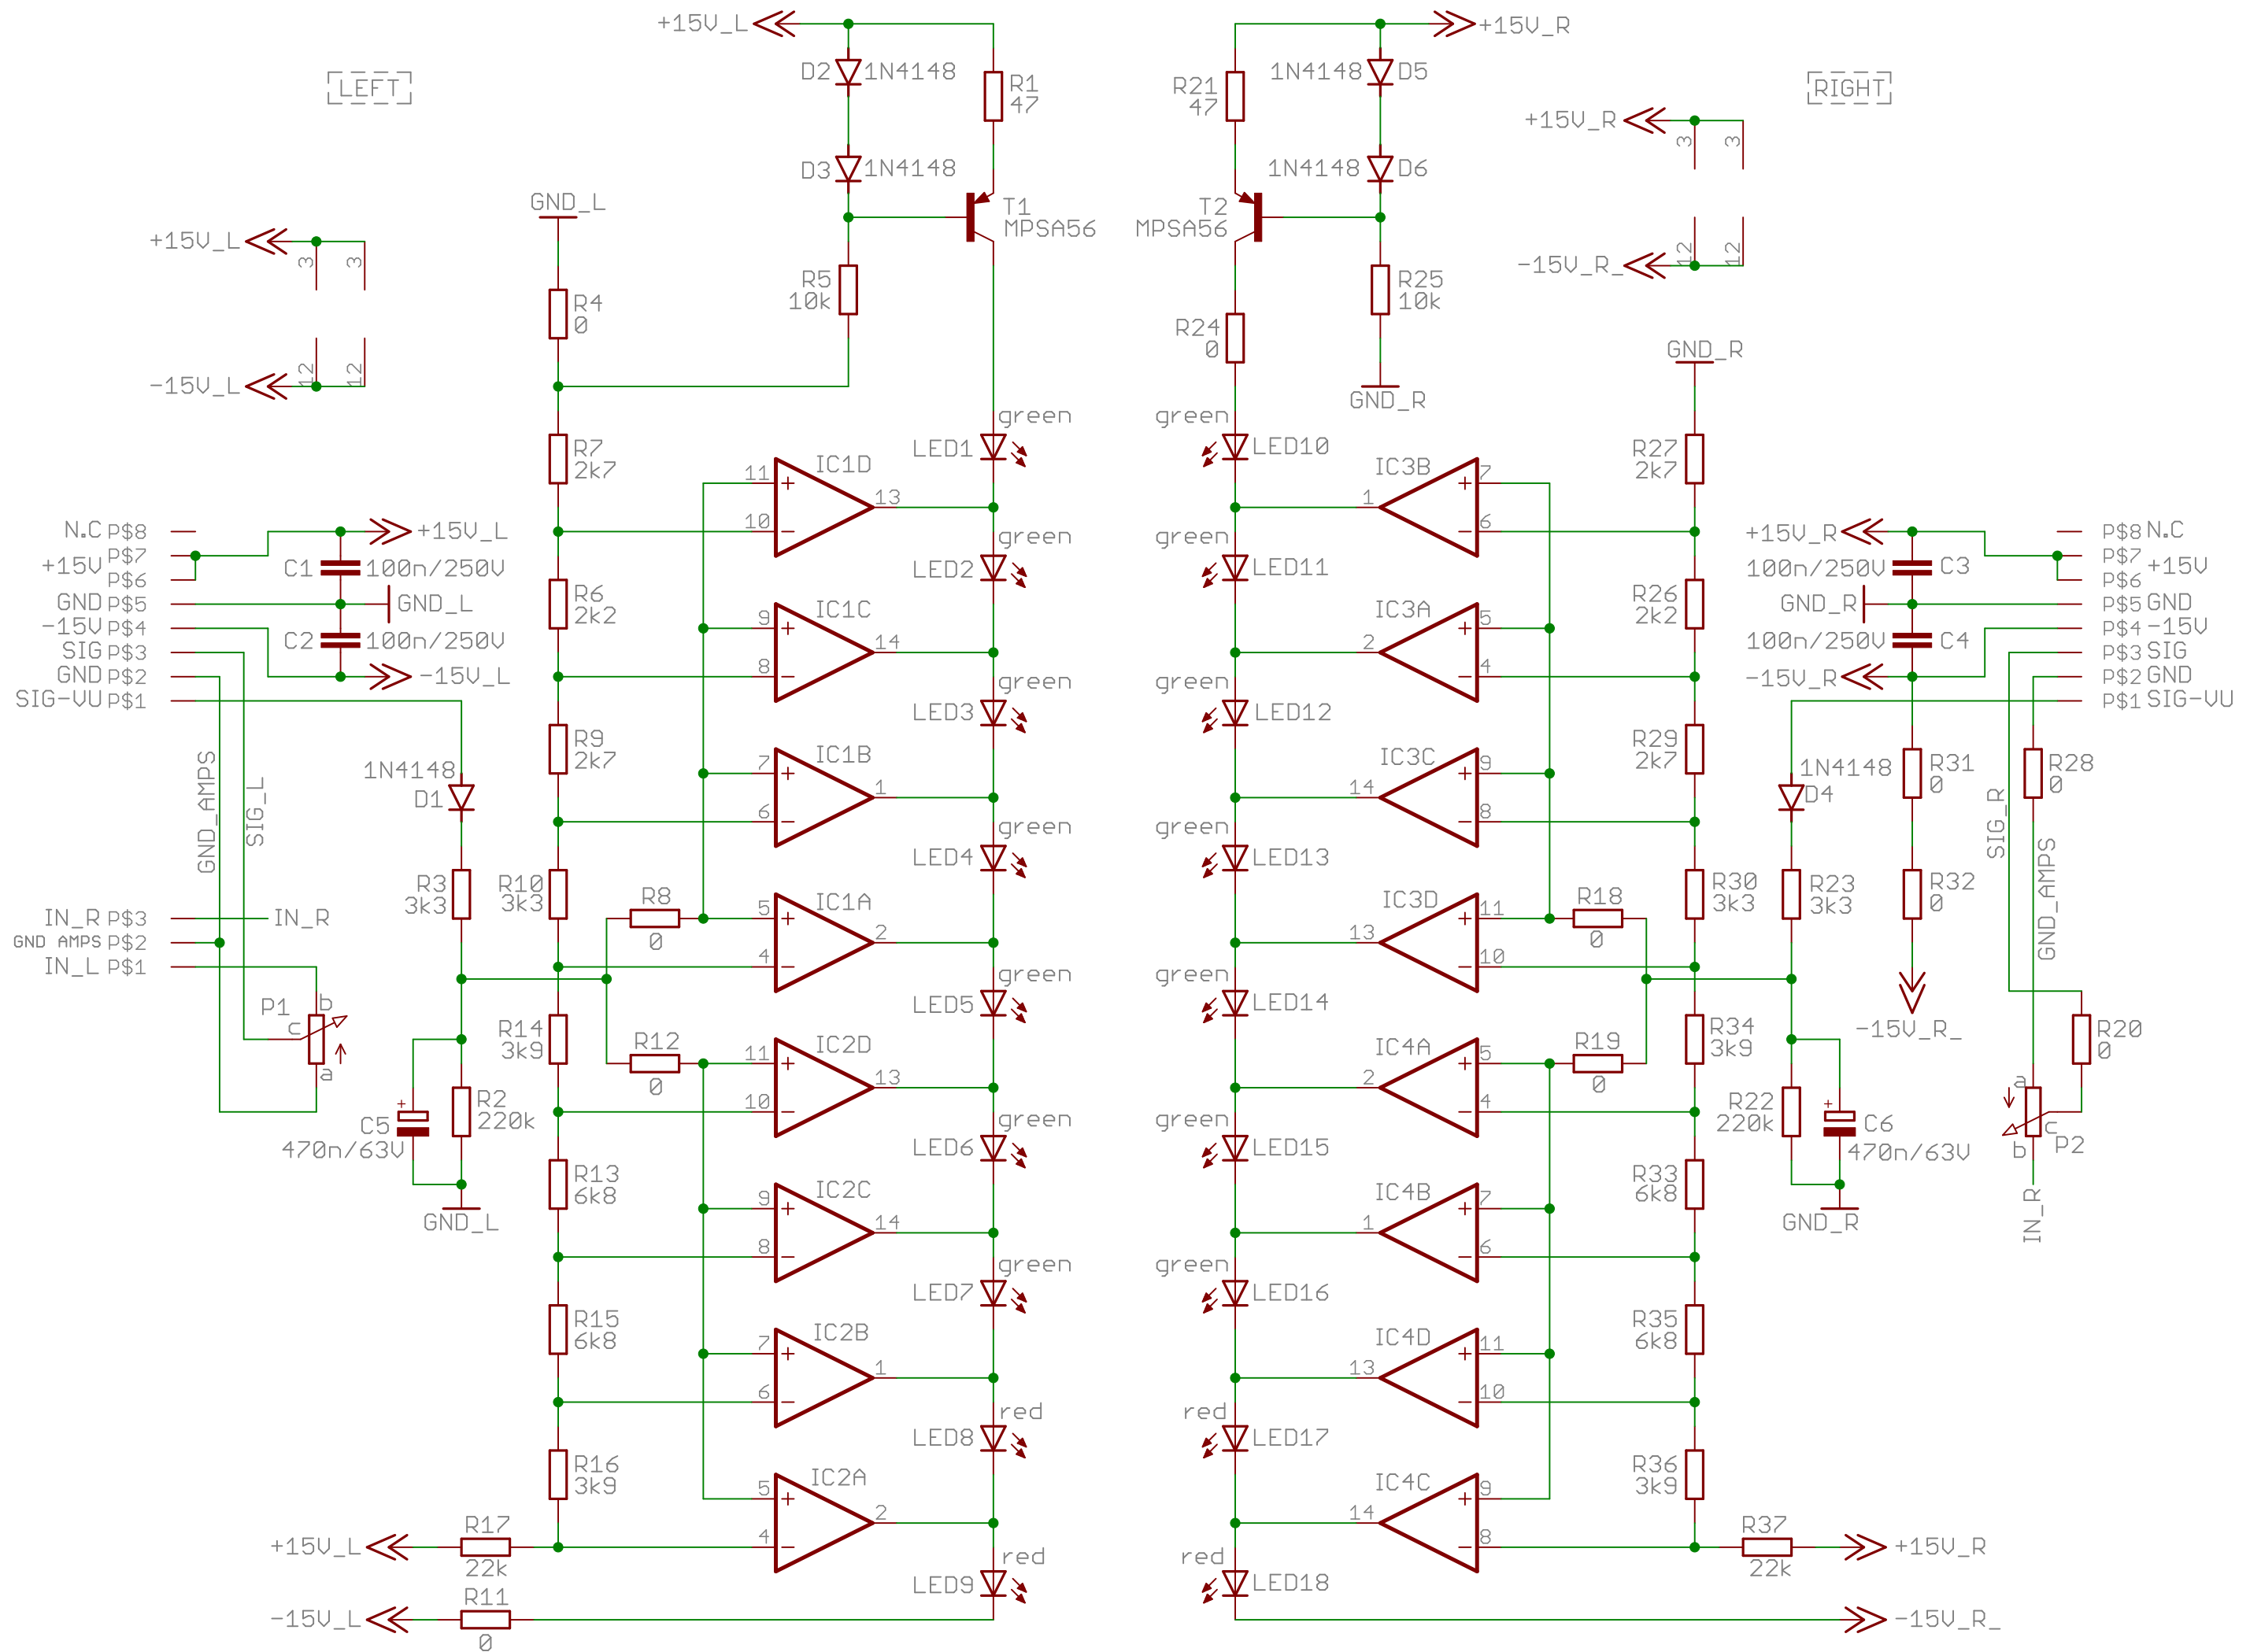 +15V_L
+15V_R
LEFT
RIGHT
D2 1N4148
R1
47
D3 1N4148
T1
MPSA56
R5
10k
R21
47
1N4148 D5
1N4148 D6
T2
MPSA56
R25
10k
R24
0
GND_R
+15V_R
3 3
12 12
-15V_R_
+15V_L
3 3
12 12
-15V_L
GND_L
R4
0
R7
2k7
R6
2k2
R9
2k7
R10
3k3
R14
3k9
R13
6k8
R15
6k8
R16
3k9
N.C P$8
P$7
+15V
P$6
GND P$5
-15V P$4
SIG P$3
GND P$2
SIG-VU P$1
+15V_L
C1 100n/250V
GND_L
C2 100n/250V
-15V_L
GND_AMPS
SIG_L
1N4148
D1
R3
3k3
IN_R P$3 IN_R
GND AMPS P$2
IN_L P$1
P1
b
c
a
C5
470n/63V
+
R2
220k
GND_L
R8
0
R12
0
11 + IC1D 13
10 -
9 + IC1C 14
8 -
7 + IC1B 1
6 -
5 + IC1A 2
4 -
11 + IC2D 13
10 -
9 + IC2C 14
8 -
7 + IC2B 1
6 -
5 + IC2A 2
4 -
green
LED1
green
LED2
green
LED3
green
LED4
green
LED5
green
LED6
green
LED7
red
LED8
red
LED9
+15V_L
R17
22k
-15V_L
R11
0
green
LED10
green
LED11
green
LED12
green
LED13
green
LED14
green
LED15
green
LED16
red
LED17
red
LED18
1 IC3B + 7
- 6
2 IC3A + 5
- 4
14 IC3C + 9
- 8
13 IC3D + 11
- 10
2 IC4A + 5
- 4
1 IC4B + 7
- 6
13 IC4D + 11
- 10
14 IC4C + 9
- 8
R18
0
R19
0
GND_R
R27
2k7
R26
2k2
R29
2k7
R30
3k3
R34
3k9
R33
6k8
R35
6k8
R36
3k9
R37
22k
+15V_R
-15V_R_
+15V_R
100n/250V C3
GND_R
100n/250V C4
-15V_R
P$8 N.C
P$7
+15V
P$6
P$5 GND
P$4 -15V
P$3 SIG
P$2 GND
P$1 SIG-VU
1N4148
D4
R23
3k3
R31
0
R32
0
-15V_R_
SIG_R
R28
0
GND_AMPS
R20
0
R22
220k
+
C6
470n/63V
GND_R
a
c
b
P2
IN_R